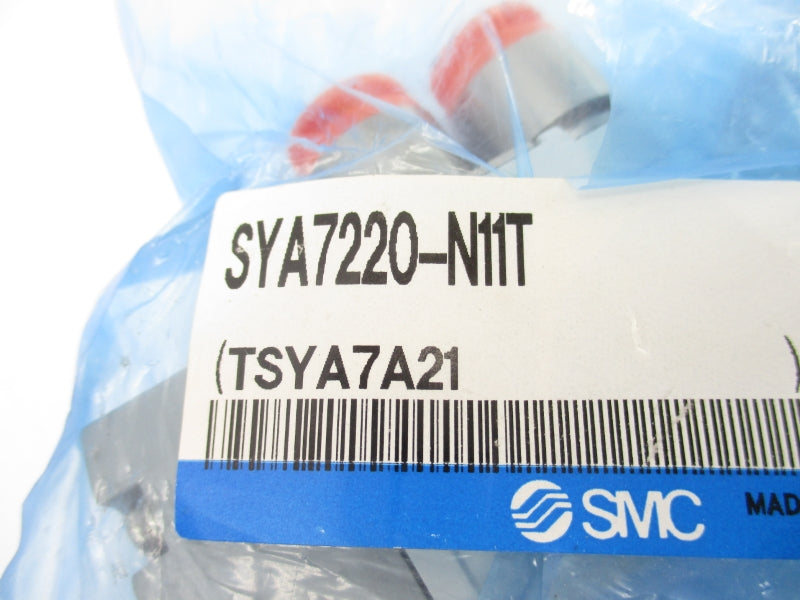 SYA7220-N11T
(TSYA7A21 )
SMC MAD